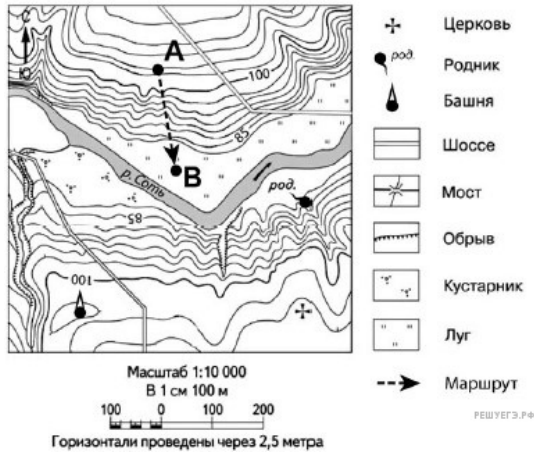 С
Ю
А
В
100
85
р. Соть
род.
85
100
Церковь
род. Родник
Башня
Шоссе
Мост
Обрыв
Кустарник
Луг
Маршрут
Масштаб 1:10 000
В 1 см 100 м
100 0 100 200
Горизонтали проведены через 2,5 метра
РЕШУЕГЭ.РФ